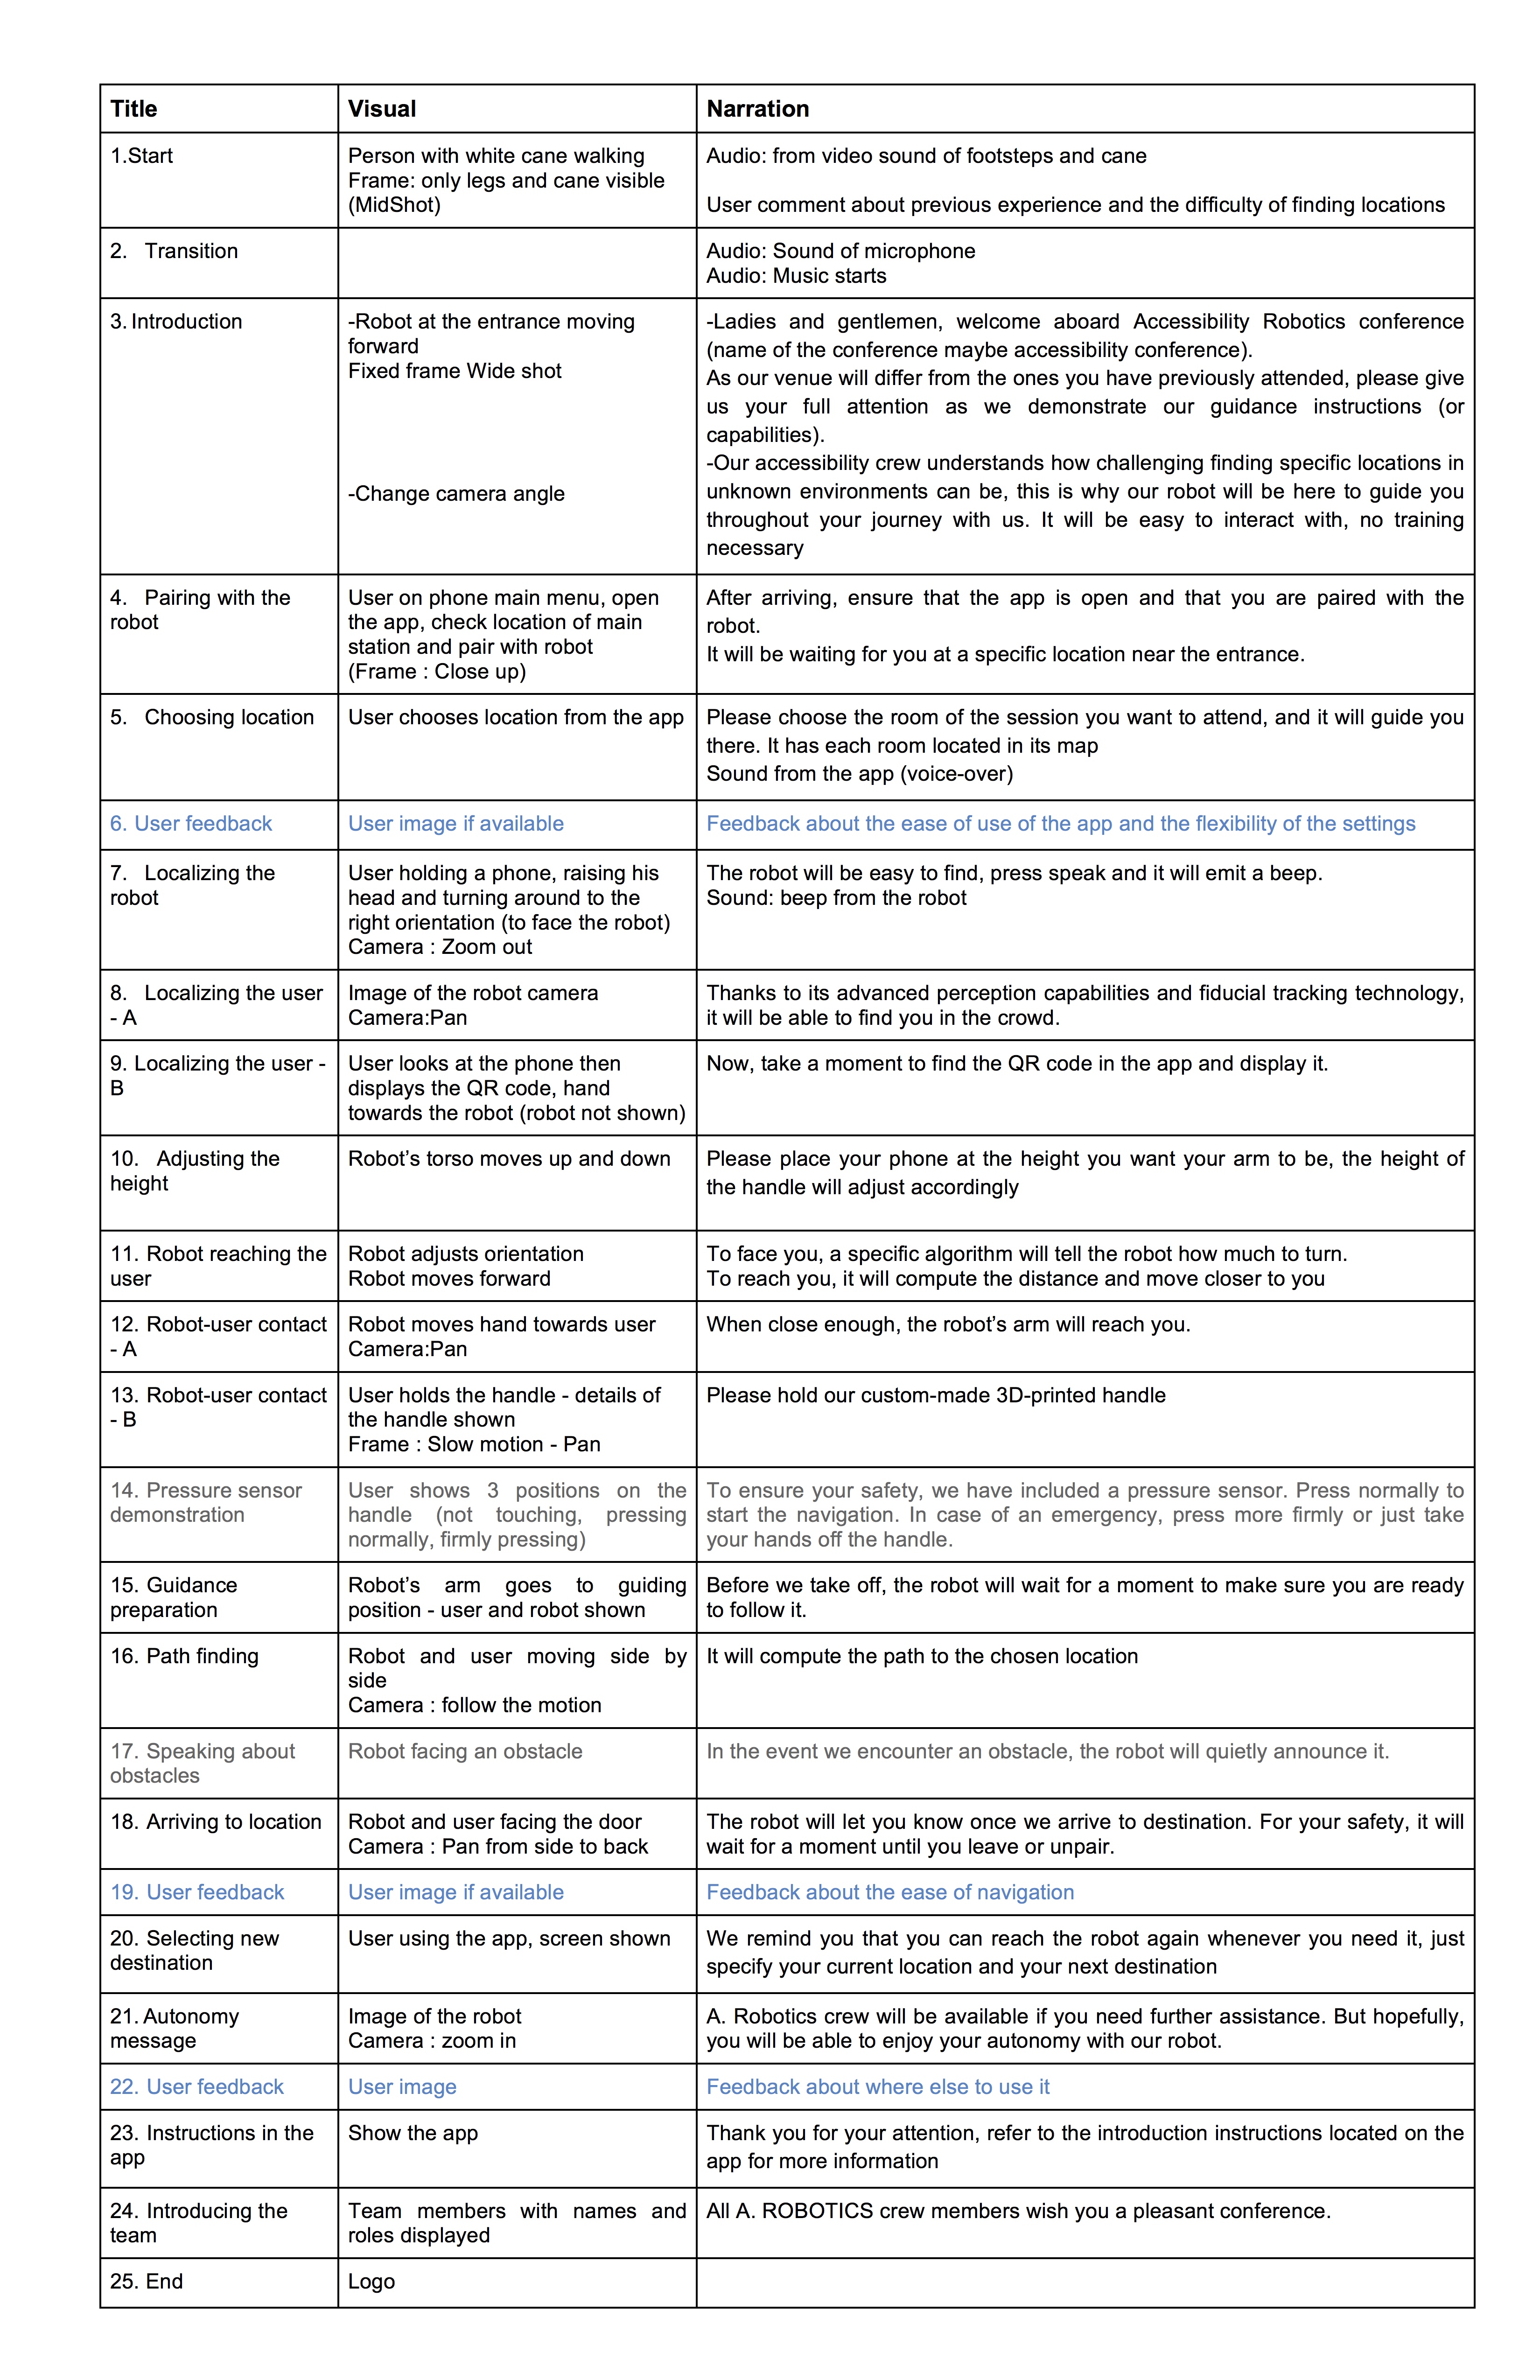 Title
Visual
Narration
1.Start
Person with white cane walking
Frame: only legs and cane visible
(MidShot)
Audio: from video sound of footsteps and cane
User comment about previous experience and the difficulty of finding locations
2. Transition
Audio: Sound of microphone
Audio: Music starts
3. Introduction
-Robot at the entrance moving
forward
Fixed frame Wide shot
-Change camera angle
-Ladies and gentlemen, welcome aboard Accessibility Robotics conference
(name of the conference maybe accessibility conference).
As our venue will differ from the ones you have previously attended, please give
us your full attention as we demonstrate our guidance instructions (or
capabilities).
-Our accessibility crew understands how challenging finding specific locations in
unknown environments can be, this is why our robot will be here to guide you
throughout your journey with us. It will be easy to interact with, no training
necessary
4. Pairing with the
robot
User on phone main menu, open
the app, check location of main
station and pair with robot
(Frame : Close up)
After arriving, ensure that the app is open and that you are paired with the
robot.
It will be waiting for you at a specific location near the entrance.
5. Choosing location
User chooses location from the app
Please choose the room of the session you want to attend, and it will guide you
there. It has each room located in its map
Sound from the app (voice-over)
6. User feedback
User image if available
Feedback about the ease of use of the app and the flexibility of the settings
7. Localizing the
robot
User holding a phone, raising his
head and turning around to the
right orientation (to face the robot)
Camera : Zoom out
The robot will be easy to find, press speak and it will emit a beep.
Sound: beep from the robot
8. Localizing the user
- A
Image of the robot camera
Camera:Pan
Thanks to its advanced perception capabilities and fiducial tracking technology,
it will be able to find you in the crowd.
9. Localizing the user -
B
User looks at the phone then
displays the QR code, hand
towards the robot (robot not shown)
Now, take a moment to find the QR code in the app and display it.
10. Adjusting the
height
Robot’s torso moves up and down
Please place your phone at the height you want your arm to be, the height of
the handle will adjust accordingly
11. Robot reaching the
user
Robot adjusts orientation
Robot moves forward
To face you, a specific algorithm will tell the robot how much to turn.
To reach you, it will compute the distance and move closer to you
12. Robot-user contact
- A
Robot moves hand towards user
Camera:Pan
When close enough, the robot’s arm will reach you.
13. Robot-user contact
- B
User holds the handle - details of
the handle shown
Frame : Slow motion - Pan
Please hold our custom-made 3D-printed handle
14. Pressure sensor
demonstration
User shows 3 positions on the
handle (not touching, pressing
normally, firmly pressing)
To ensure your safety, we have included a pressure sensor. Press normally to
start the navigation. In case of an emergency, press more firmly or just take
your hands off the handle.
15. Guidance
preparation
Robot’s arm goes to guiding
position - user and robot shown
Before we take off, the robot will wait for a moment to make sure you are ready
to follow it.
16. Path finding
Robot and user moving side by
side
Camera : follow the motion
It will compute the path to the chosen location
17. Speaking about
obstacles
Robot facing an obstacle
In the event we encounter an obstacle, the robot will quietly announce it.
18. Arriving to location
Robot and user facing the door
Camera : Pan from side to back
The robot will let you know once we arrive to destination. For your safety, it will
wait for a moment until you leave or unpair.
19. User feedback
User image if available
Feedback about the ease of navigation
20. Selecting new
destination
User using the app, screen shown
We remind you that you can reach the robot again whenever you need it, just
specify your current location and your next destination
21. Autonomy
message
Image of the robot
Camera : zoom in
A. Robotics crew will be available if you need further assistance. But hopefully,
you will be able to enjoy your autonomy with our robot.
22. User feedback
User image
Feedback about where else to use it
23. Instructions in the
app
Show the app
Thank you for your attention, refer to the introduction instructions located on the
app for more information
24. Introducing the
team
Team members with names and
roles displayed
All A. ROBOTICS crew members wish you a pleasant conference.
25. End
Logo